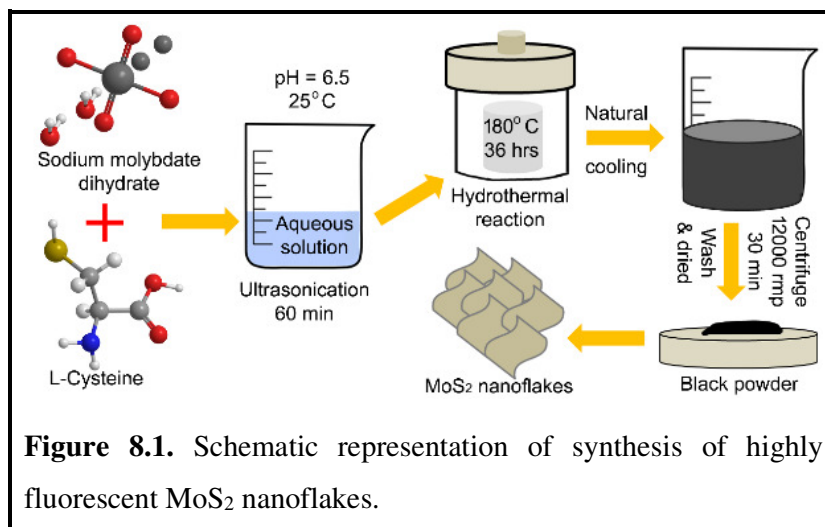 Sodium molybdate
dihydrate
+
L-Cysteine
pH = 6.5
25° C
Aqueous
solution
Ultrasonication
60 min
180° C
36 hrs
Hydrothermal
reaction
Natural
cooling
Centrifuge
12000 rmp
30 min
Wash
& dried
Black powder
MoS₂ nanoflakes
Figure 8.1. Schematic representation of synthesis of highly
fluorescent MoS₂ nanoflakes.